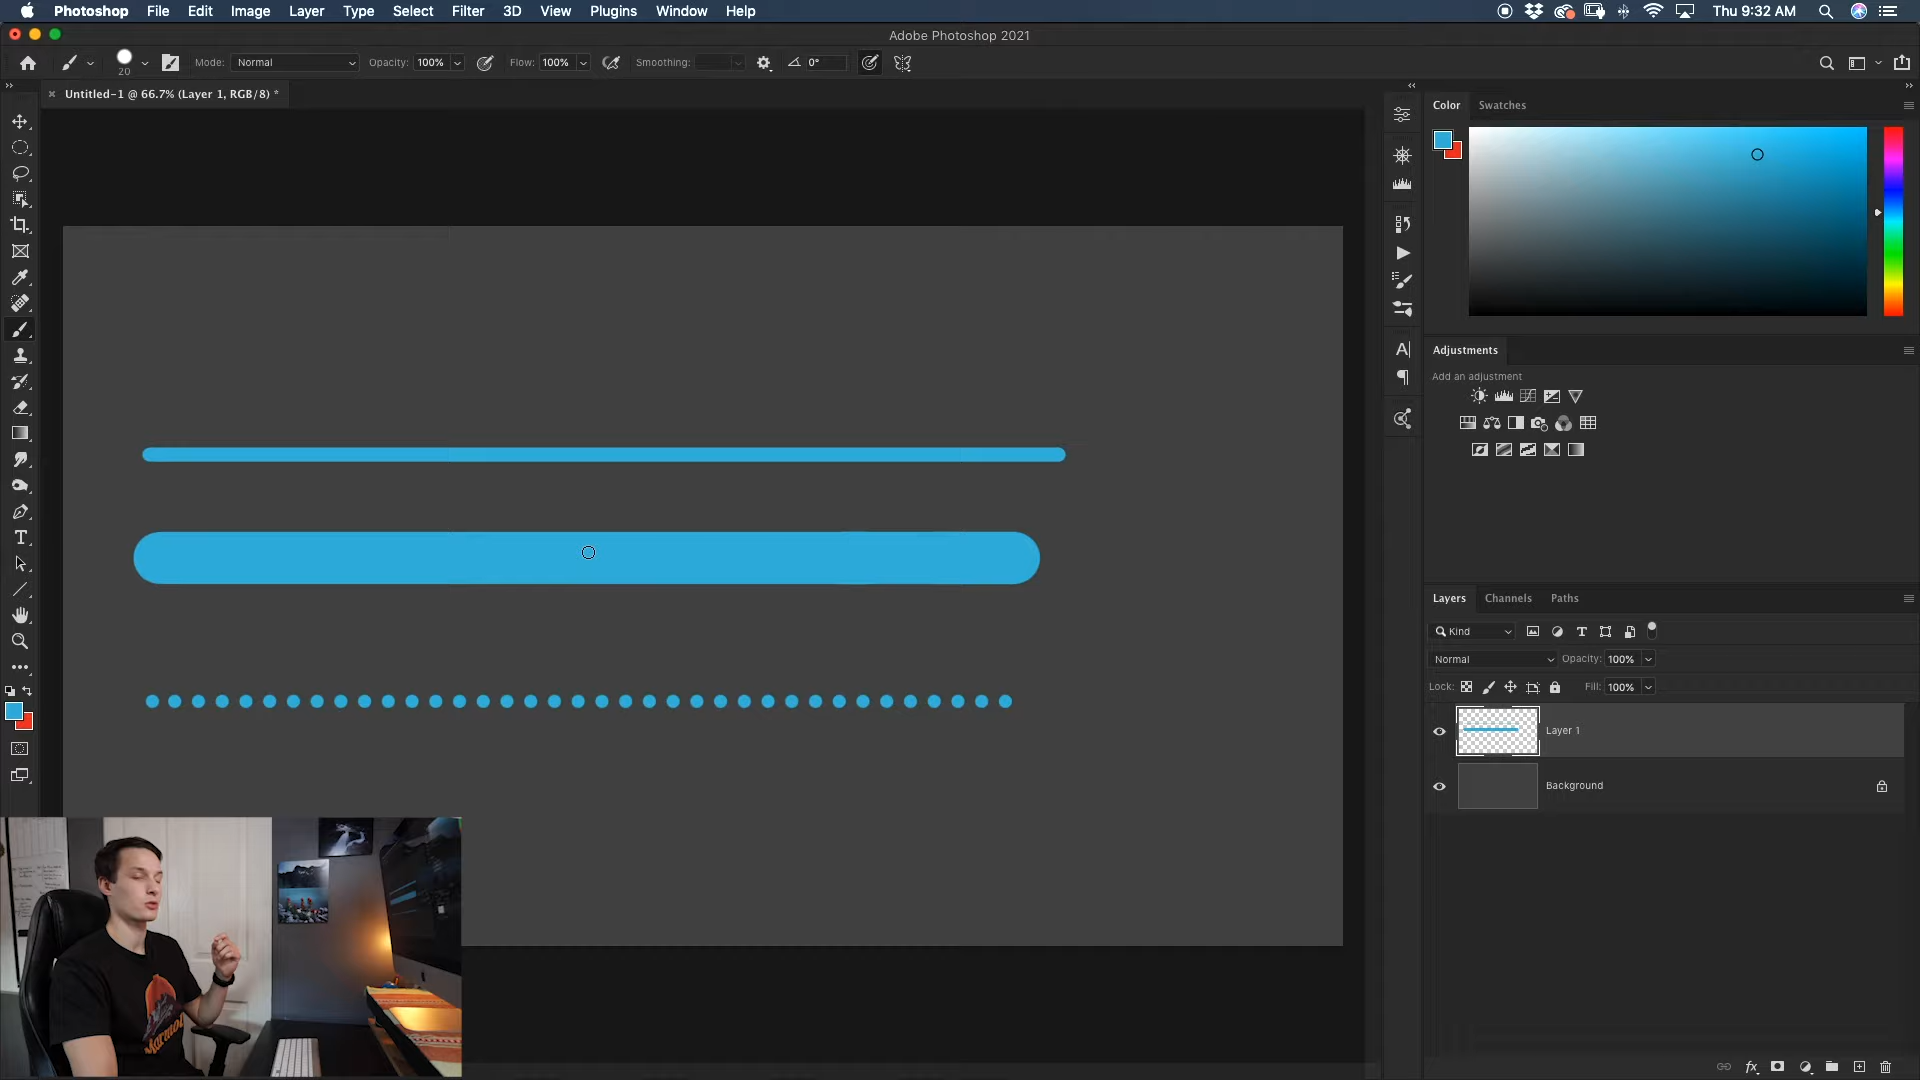 Photoshop File Edit Image Layer Type Select Filter 3D View Plugins Window Help Thu 9:32 AM
Adobe Photoshop 2021
20 Mode: Normal Opacity: 100% Flow: 100% Smoothing: 0°
Untitled-1 @ 66.7% (Layer 1, RGB/8) *
Color Swatches
Adjustments
Add an adjustment
Layers Channels Paths
Kind
Normal Opacity: 100%
Lock: Fill: 100%
Layer 1
Background
Marmot